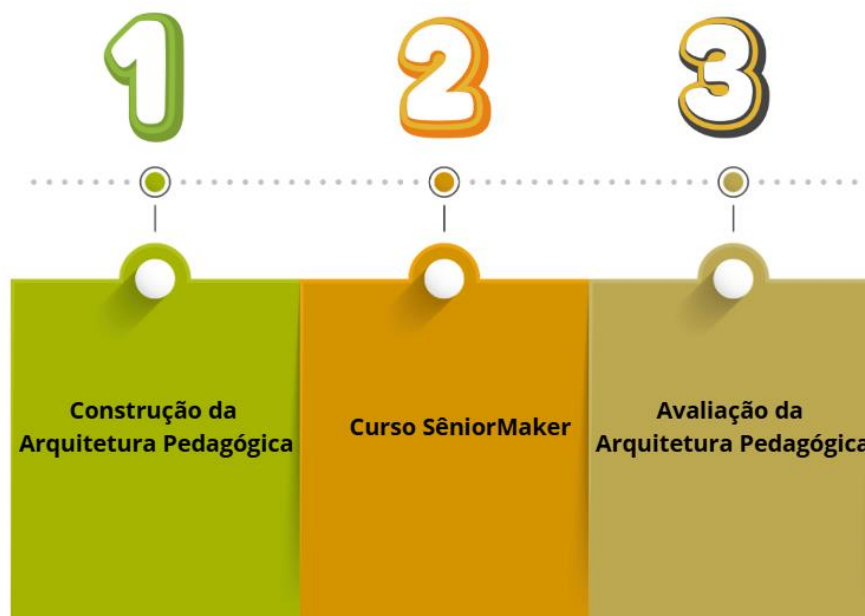 1
2
3
Construção da
Arquitetura Pedagógica
Curso SêniorMaker
Avaliação da
Arquitetura Pedagógica